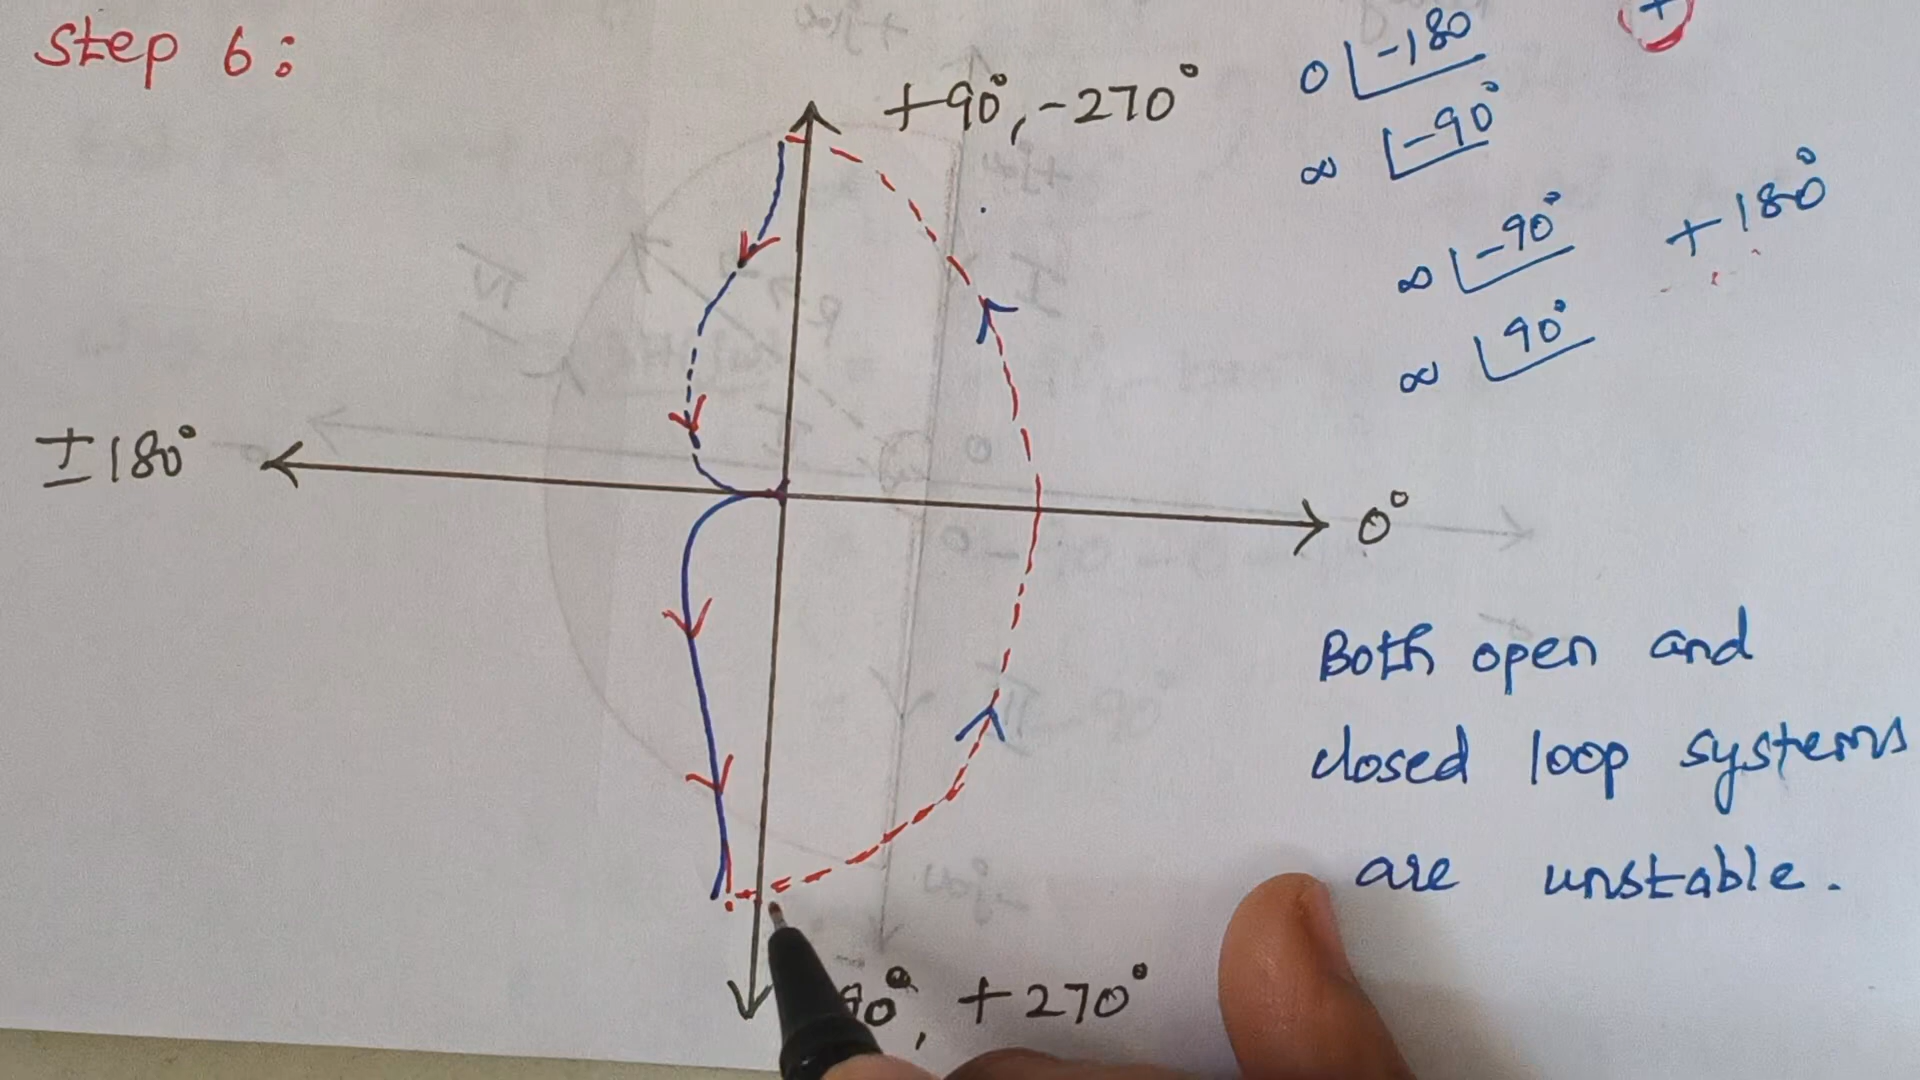 Step 6:
+90°, -270°
0 ∠-180
∞ ∠-90°
∞ ∠-90° +180°
∞ ∠90°
±180°
0°
Both open and
closed loop systems
are unstable.
90°, +270°